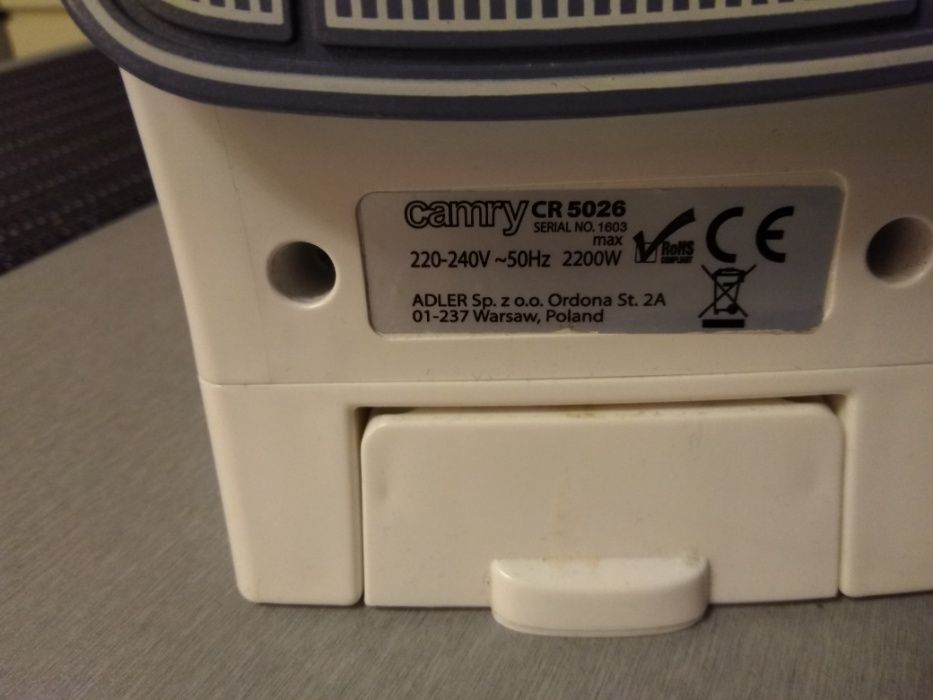 camry CR 5026
SERIAL NO. 1603
max
220-240V ~50Hz 2200W
RoHS
COMPLIANT
CE
ADLER Sp. z o.o. Ordona St. 2A
01-237 Warsaw, Poland